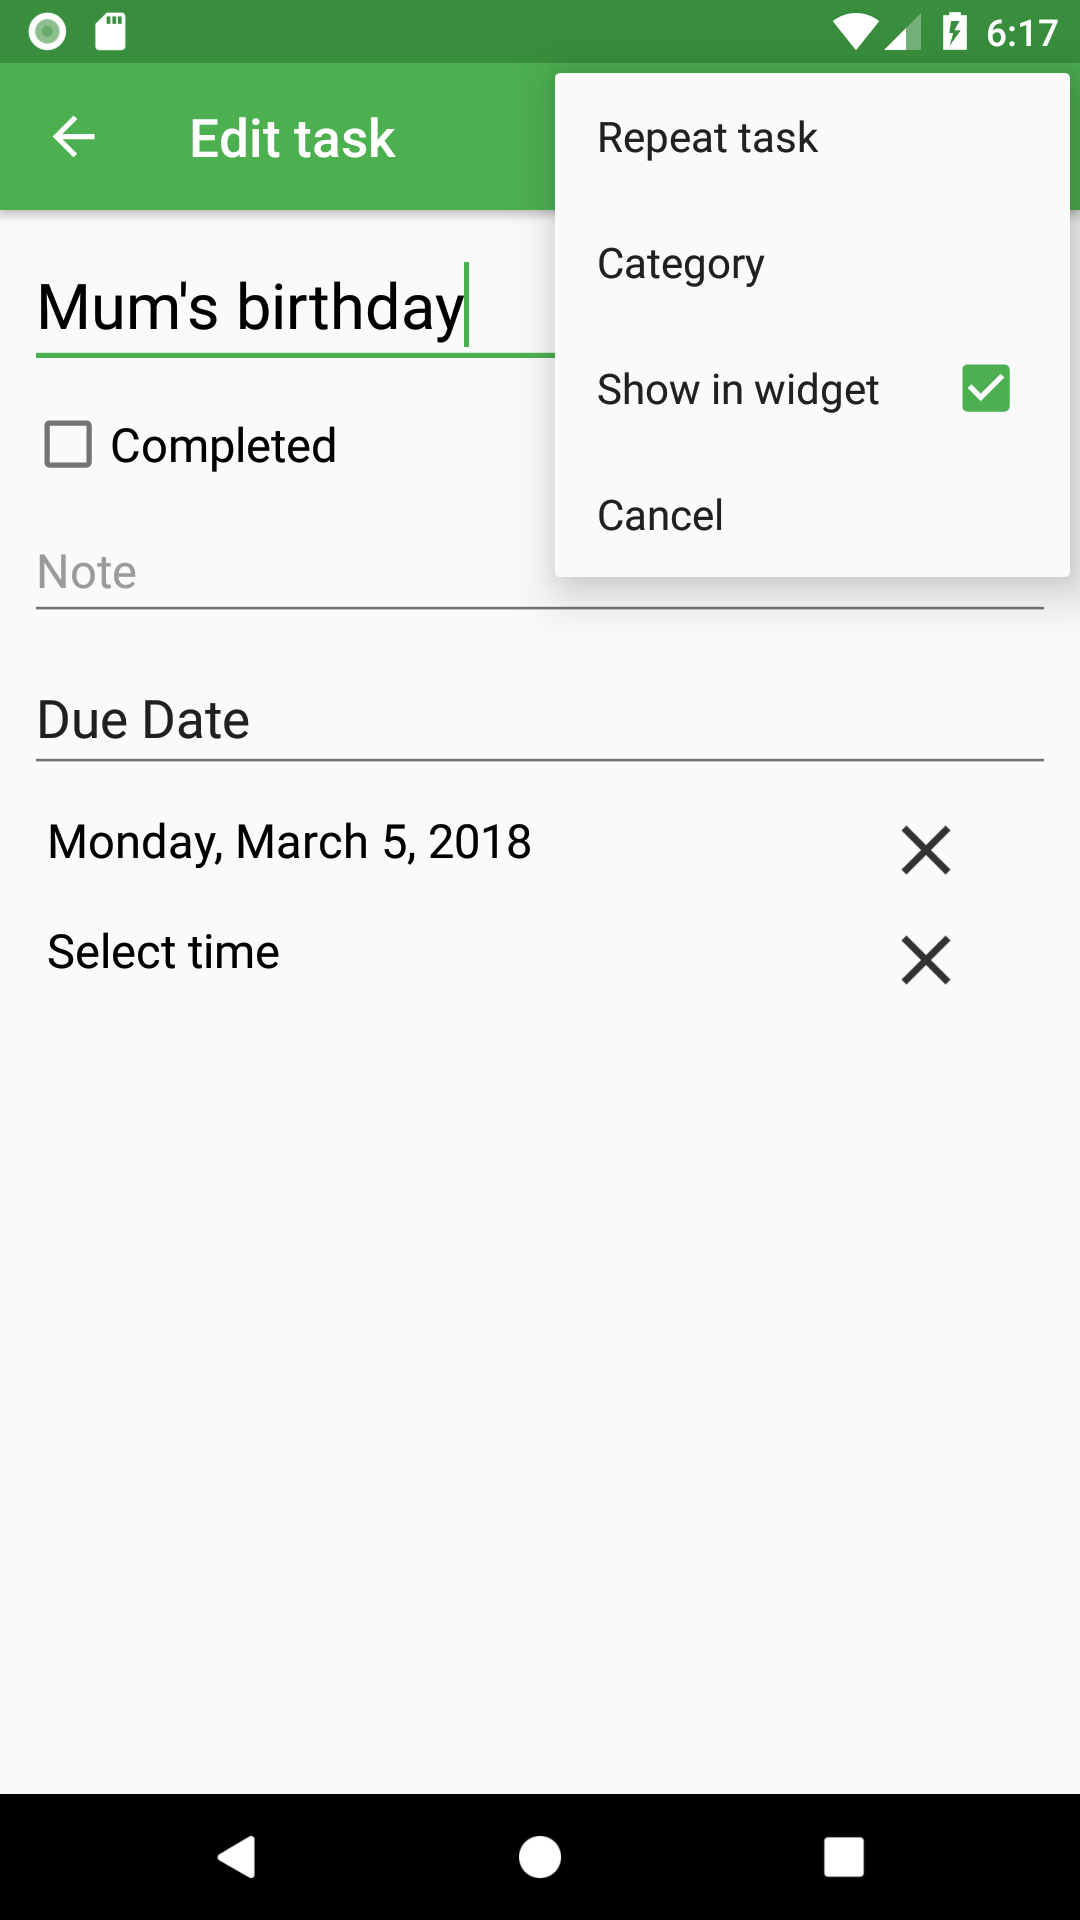 6:17
Edit task
Repeat task
Category
Show in widget
Cancel
Mum's birthday
Completed
Note
Due Date
Monday, March 5, 2018
Select time